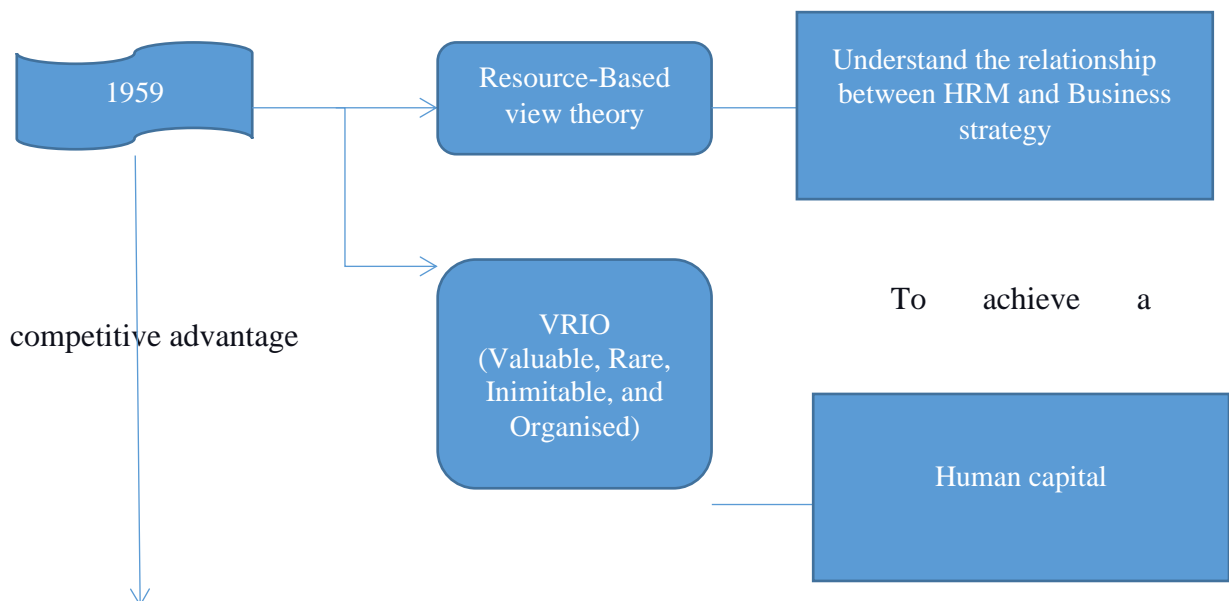 1959
Resource-Based
view theory
Understand the relationship
between HRM and Business
strategy
To achieve a
competitive advantage
VRIO
(Valuable, Rare,
Inimitable, and
Organised)
Human capital